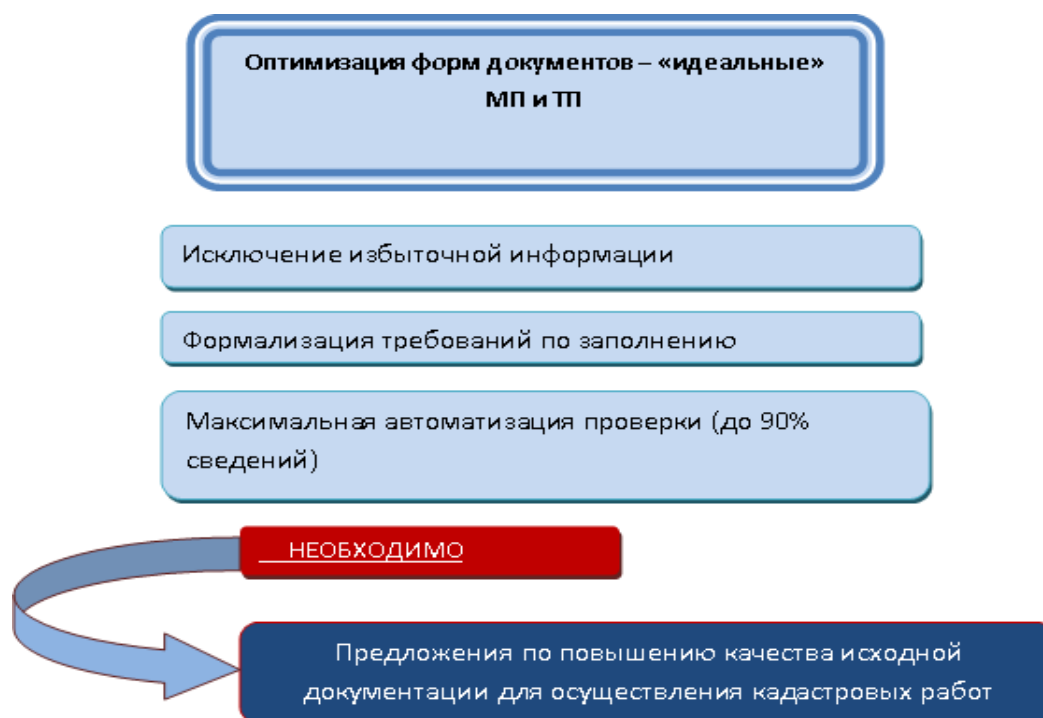 Оптимизация форм документов – «идеальные»
МП и ТП
Исключение избыточной информации
Формализация требований по заполнению
Максимальная автоматизация проверки (до 90%
сведений)
НЕОБХОДИМО
Предложения по повышению качества исходной
документации для осуществления кадастровых работ